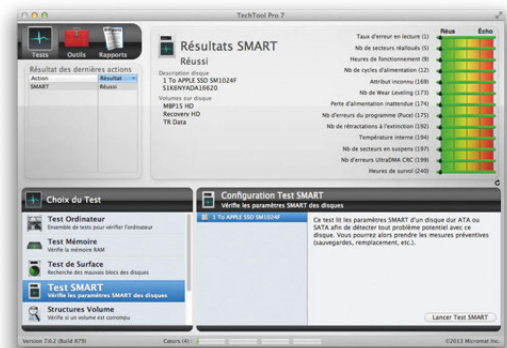 TechTool Pro 7
Tests
Outils
Rapports
Résultat des dernières actions
Action Résultat
SMART Réussi
Résultats SMART
Réussi
Description disque
1 To APPLE SSD SM1024F
S1K6NYADA16620
Volumes sur disque
MBP15 HD
Recovery HD
TR Data
Réus Écho
Taux d'erreur en lecture (1)
Nb de secteurs réalloués (5)
Heures de fonctionnement (9)
Nb de cycles d'alimentation (12)
Attribut inconnu (169)
Nb de Wear Leveling (173)
Perte d'alimentation inattendue (174)
Nb d'erreurs du programme (Puce) (175)
Nb de rétractations à l'extinction (192)
Température interne (194)
Nb de secteurs en suspens (197)
Nb d'erreurs UltraDMA CRC (199)
Heures de survol (240)
Choix du Test
Test Ordinateur
Ensemble de tests pour vérifier l'ordinateur
Test Mémoire
Vérifie la mémoire RAM
Test de Surface
Recherche des mauvais blocs des disques
Test SMART
Vérifie les paramètres SMART des disques
Structures Volume
Vérifie si un volume est corrompu
Configuration Test SMART
Vérifie les paramètres SMART des disques
1 To APPLE SSD SM1024F
Ce test lit les paramètres SMART d'un disque dur ATA ou
SATA afin de détecter tout problème potentiel avec ce
disque. Vous pourrez alors prendre les mesures préventives
(sauvegardes, remplacement, etc.).
Lancer Test SMART
Version 7.0.2 (Build 879)
Cœurs (4) :
©2013 Micromat Inc.